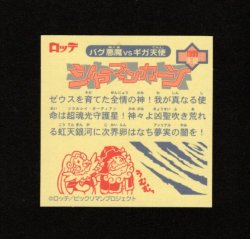 ロッテ
バグ悪魔vsギガ天使
シャーマンカーン
ゼウスを育てた全情の神！我が真なる使
命は超魂光守護星！神々よ凶聖吹き荒れ
る虹天銀河に次界卵はなち夢実の闇を！
©ロッテ／ビックリマンプロジェクト